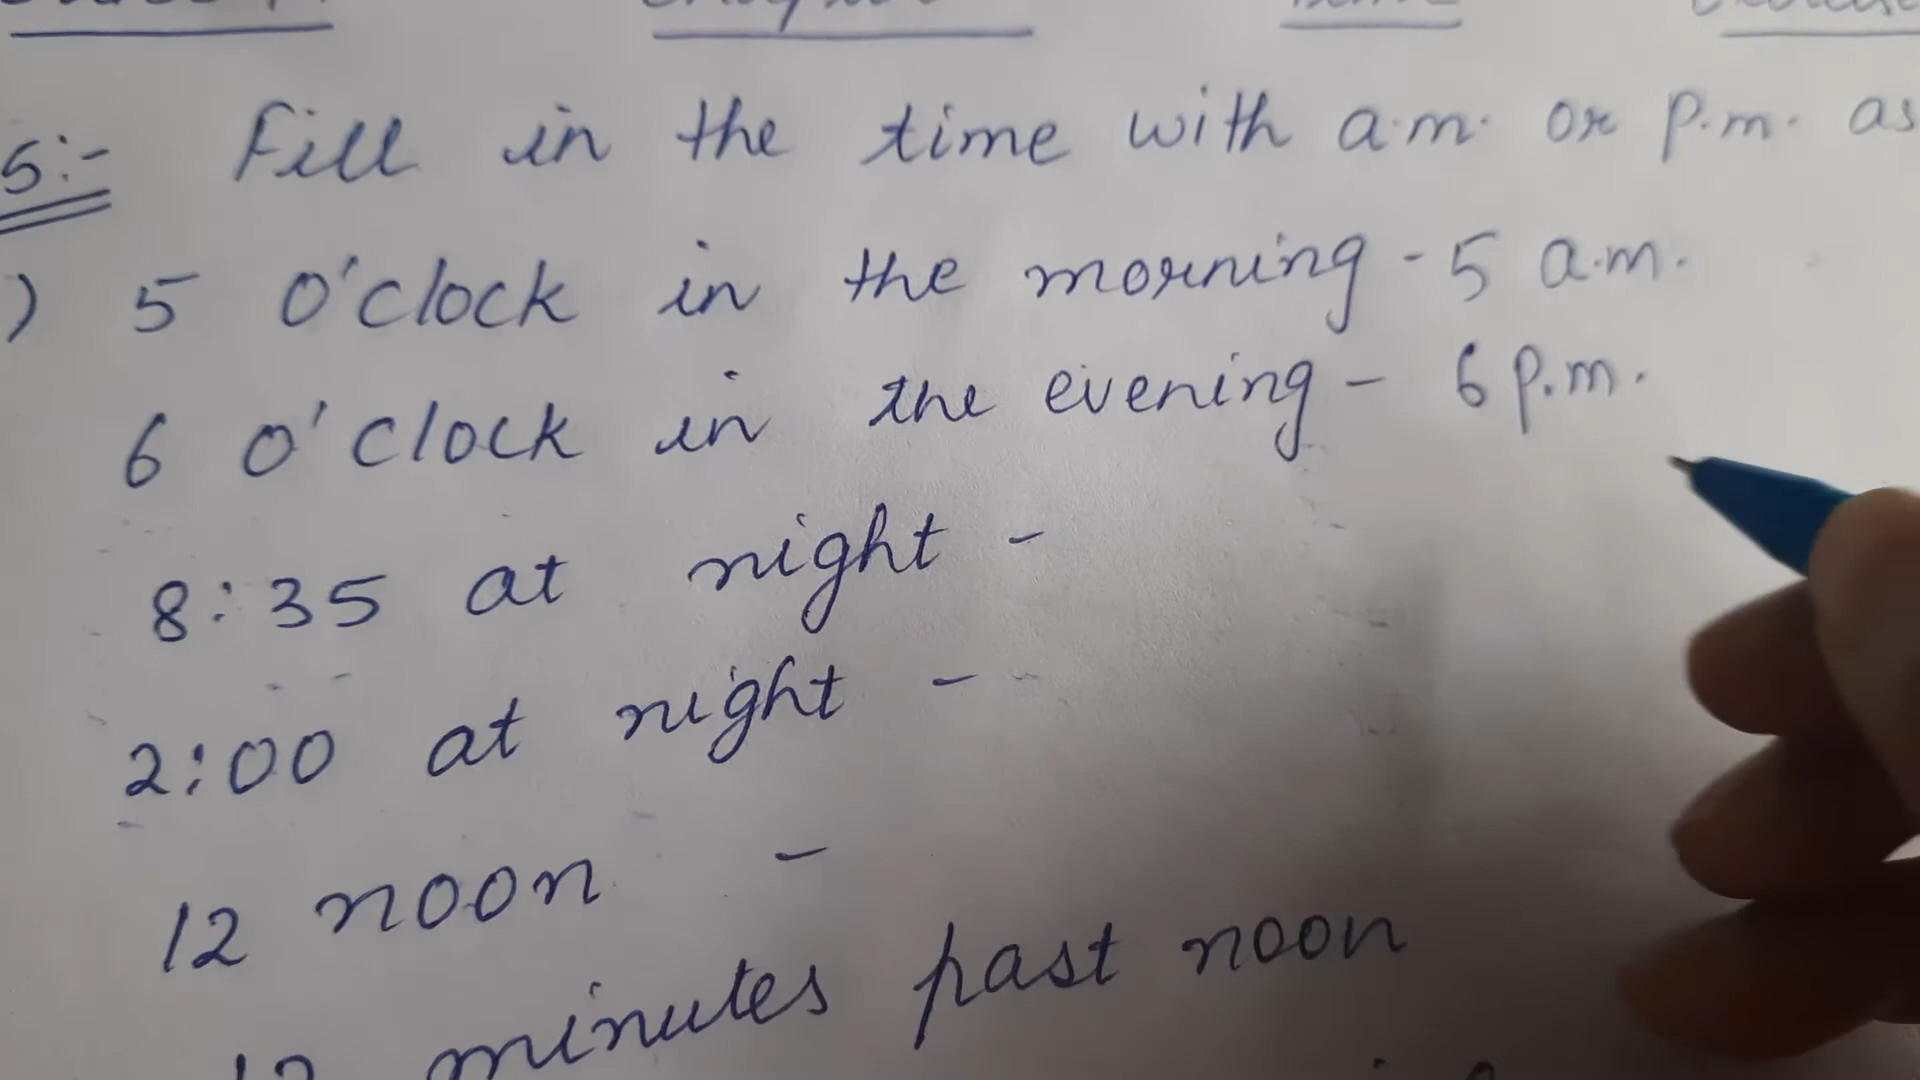 5:- Fill in the time with a.m. or p.m. as
) 5 O'clock in the morning - 5 a.m.
6 O'clock in the evening - 6 p.m.
8:35 at night -
2:00 at night -
12 noon -
minutes past noon